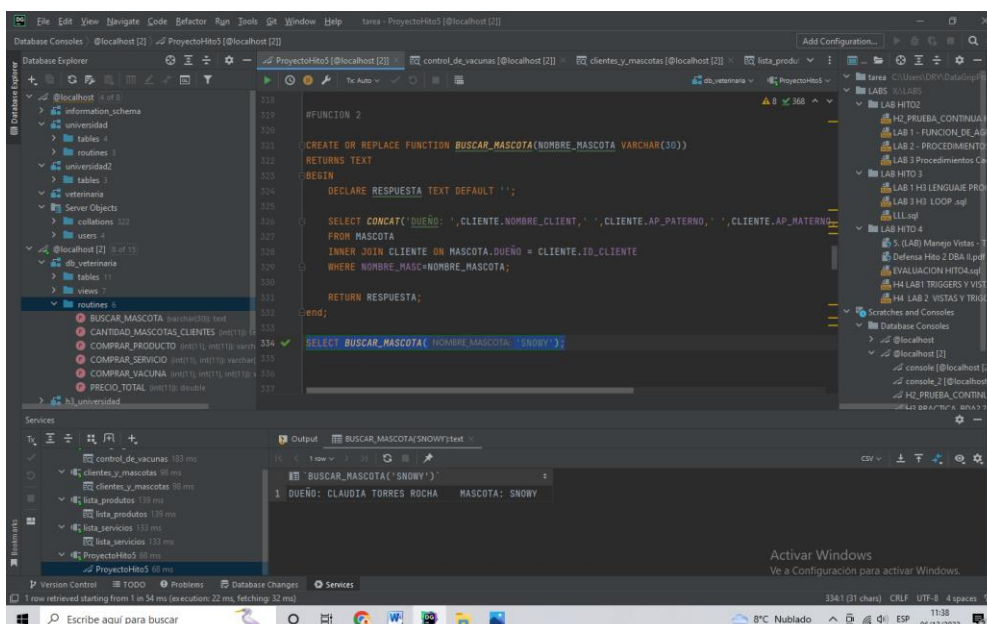 File Edit View Navigate Code Refactor Run Tools Git Window Help tarea - ProyectoHito5 [@localhost [2]]
Database Consoles @localhost [2] ProyectoHito5 [@localhost [2]] Add Configuration...
Database Explorer
ProyectoHito5 [@localhost [2]] control_de_vacunas [@localhost [2]] clientes_y_mascotas [@localhost [2]] lista_produ
Tx: Auto db_veterinaria ProyectoHito5
8 368
@localhost 4 of 8
information_schema
universidad
tables 4
routines 3
universidad2
tables 3
veterinaria
Server Objects
collations 322
users 4
@localhost [2] 8 of 15
db_veterinaria
tables 11
views 7
routines 6
BUSCAR_MASCOTA (varchar(30)): text
CANTIDAD_MASCOTAS_CLIENTES (int(11)):
COMPRAR_PRODUCTO (int(11), int(11)): varch
COMPRAR_SERVICIO (int(11), int(11)): varchar(
COMPRAR_VACUNA (int(11), int(11), int(11)):
PRECIO_TOTAL (int(11)): double
h3_universidad
318
319 #FUNCION 2
320
321 CREATE OR REPLACE FUNCTION BUSCAR_MASCOTA(NOMBRE_MASCOTA VARCHAR(30))
322 RETURNS TEXT
323 BEGIN
324 DECLARE RESPUESTA TEXT DEFAULT '';
325
326 SELECT CONCAT('DUEÑO: ',CLIENTE.NOMBRE_CLIENT,' ',CLIENTE.AP_PATERNO,' ',CLIENTE.AP_MATERNO,
327 FROM MASCOTA
328 INNER JOIN CLIENTE ON MASCOTA.DUEÑO = CLIENTE.ID_CLIENTE
329 WHERE NOMBRE_MASC=NOMBRE_MASCOTA;
330
331 RETURN RESPUESTA;
332 end;
333
334 SELECT BUSCAR_MASCOTA( NOMBRE_MASCOTA: 'SNOWY');
335
336
337
tarea C:\Users\DRY\DataGripPr
LABS X:\LABS
LAB HITO2
H2_PRUEBA_CONTINUA
LAB 1 - FUNCION_DE_AG
LAB 2 - PROCEDIMIENTO
LAB 3 Procedimientos Ca
LAB HITO 3
LAB 1 H3 LENGUAJE PRO
LAB 3 H3 LOOP .sql
LLL.sql
LAB HITO 4
5. (LAB) Manejo Vistas - T
Defensa Hito 2 DBA II.pdf
EVALUACION HITO4.sql
H4 LAB1 TRIGGERS Y VIST
H4 LAB 2 VISTAS Y TRIG
Scratches and Consoles
Database Consoles
@localhost
@localhost [2]
console [@localhost [2
console_2 [@localhost
H2_PRUEBA_CONTINU
H3 PRACTICA_BDA2 2
Services
Tx
control_de_vacunas 183 ms
clientes_y_mascotas 98 ms
clientes_y_mascotas 98 ms
lista_produtos 139 ms
lista_produtos 139 ms
lista_servicios 133 ms
lista_servicios 133 ms
ProyectoHito5 68 ms
ProyectoHito5 68 ms
Output BUSCAR_MASCOTA('SNOWY'):text
1 row CSV
`BUSCAR_MASCOTA('SNOWY')`
1 DUEÑO: CLAUDIA TORRES ROCHA MASCOTA: SNOWY
Bookmarks
Activar Windows
Ve a Configuración para activar Windows.
Version Control TODO Problems Database Changes Services
1 row retrieved starting from 1 in 54 ms (execution: 22 ms, fetching: 32 ms) 334:1 (31 chars) CRLF UTF-8 4 spaces
Escribe aquí para buscar 8°C Nublado ESP 11:38